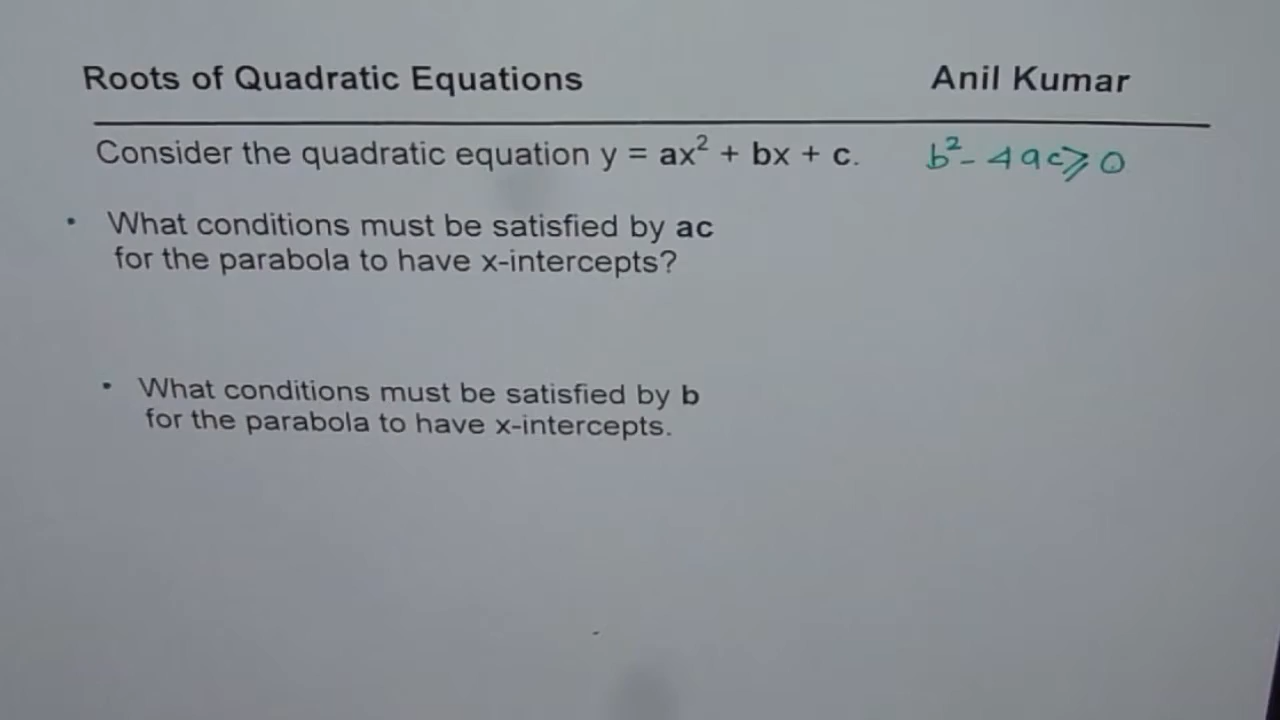 Roots of Quadratic Equations Anil Kumar
Consider the quadratic equation y = ax² + bx + c. b² - 4ac ⩾ 0
• What conditions must be satisfied by ac
for the parabola to have x-intercepts?
• What conditions must be satisfied by b
for the parabola to have x-intercepts.